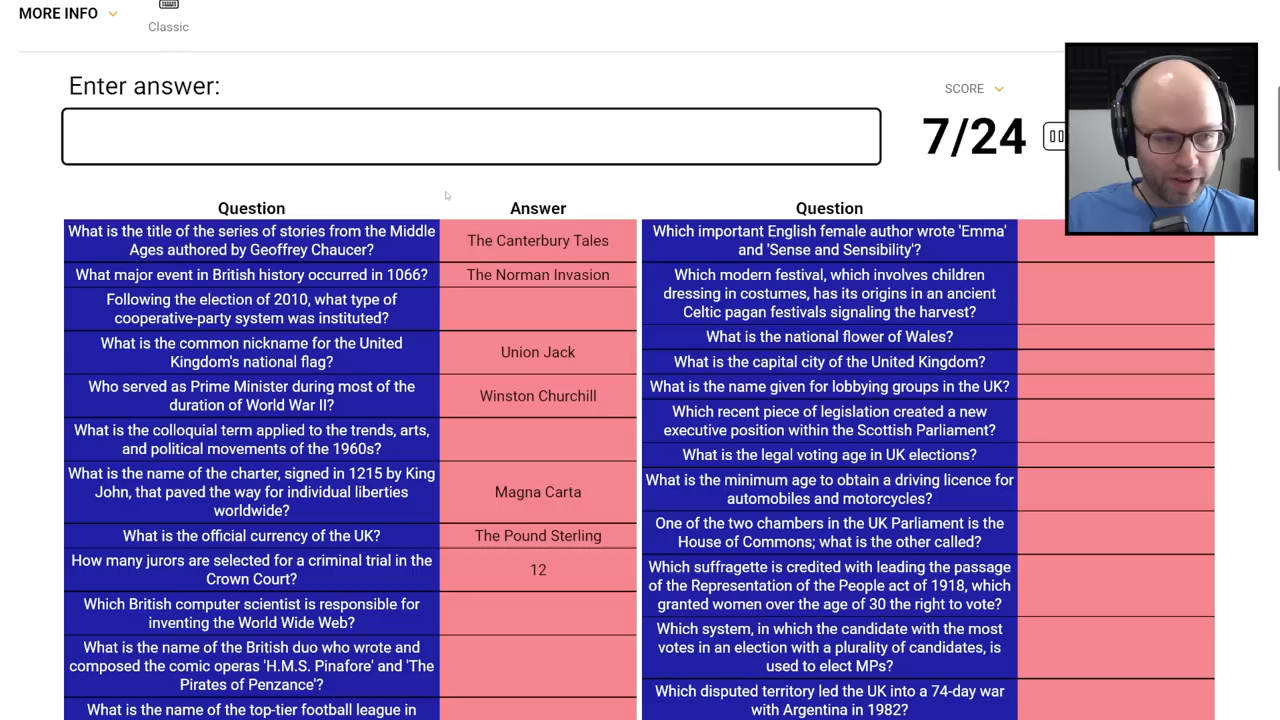 MORE INFO
Classic
Enter answer:
SCORE
7/24
Question
Answer
What is the title of the series of stories from the Middle
Ages authored by Geoffrey Chaucer?
The Canterbury Tales
What major event in British history occurred in 1066?
The Norman Invasion
Following the election of 2010, what type of
cooperative-party system was instituted?
What is the common nickname for the United
Kingdom's national flag?
Union Jack
Who served as Prime Minister during most of the
duration of World War II?
Winston Churchill
What is the colloquial term applied to the trends, arts,
and political movements of the 1960s?
What is the name of the charter, signed in 1215 by King
John, that paved the way for individual liberties
worldwide?
Magna Carta
What is the official currency of the UK?
The Pound Sterling
How many jurors are selected for a criminal trial in the
Crown Court?
12
Which British computer scientist is responsible for
inventing the World Wide Web?
What is the name of the British duo who wrote and
composed the comic operas 'H.M.S. Pinafore' and 'The
Pirates of Penzance'?
What is the name of the top-tier football league in
Question
Which important English female author wrote 'Emma'
and 'Sense and Sensibility'?
Which modern festival, which involves children
dressing in costumes, has its origins in an ancient
Celtic pagan festivals signaling the harvest?
What is the national flower of Wales?
What is the capital city of the United Kingdom?
What is the name given for lobbying groups in the UK?
Which recent piece of legislation created a new
executive position within the Scottish Parliament?
What is the legal voting age in UK elections?
What is the minimum age to obtain a driving licence for
automobiles and motorcycles?
One of the two chambers in the UK Parliament is the
House of Commons; what is the other called?
Which suffragette is credited with leading the passage
of the Representation of the People act of 1918, which
granted women over the age of 30 the right to vote?
Which system, in which the candidate with the most
votes in an election with a plurality of candidates, is
used to elect MPs?
Which disputed territory led the UK into a 74-day war
with Argentina in 1982?